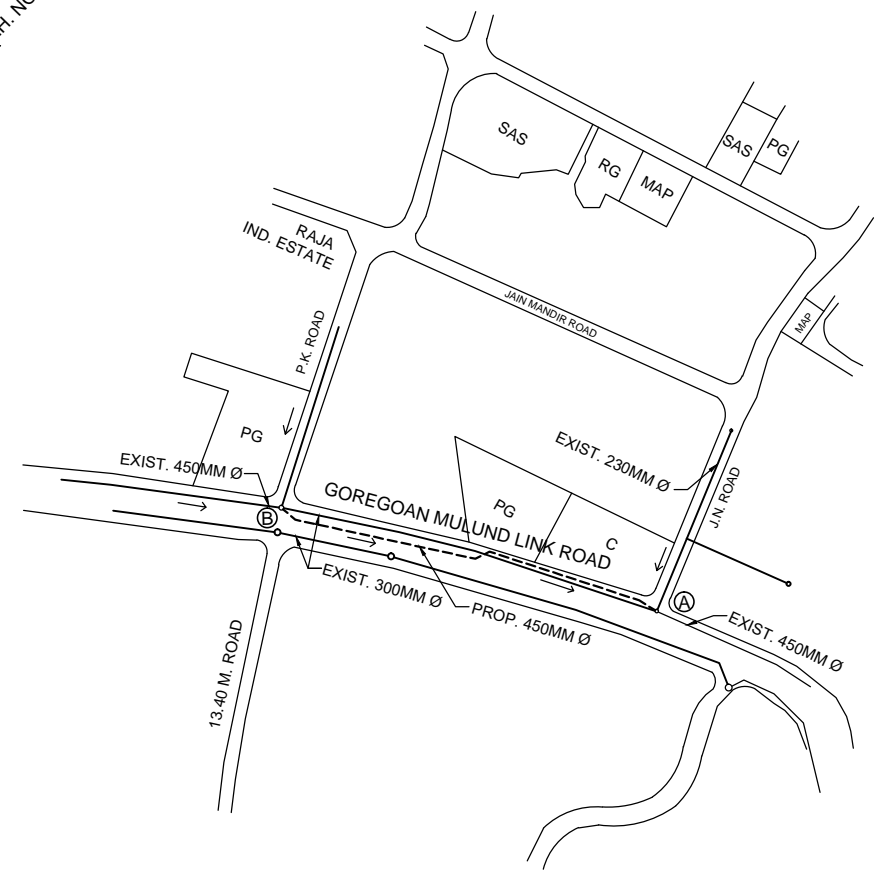 H. NO
SAS
SAS
PG
RG
MAP
RAJA
IND. ESTATE
JAIN MANDIR ROAD
MAP
P.K. ROAD
PG
EXIST. 450MM Ø
EXIST. 230MM Ø
J.N. ROAD
B
GOREGOAN MULUND LINK ROAD
PG
C
EXIST. 300MM Ø
PROP. 450MM Ø
A
EXIST. 450MM Ø
13.40 M. ROAD